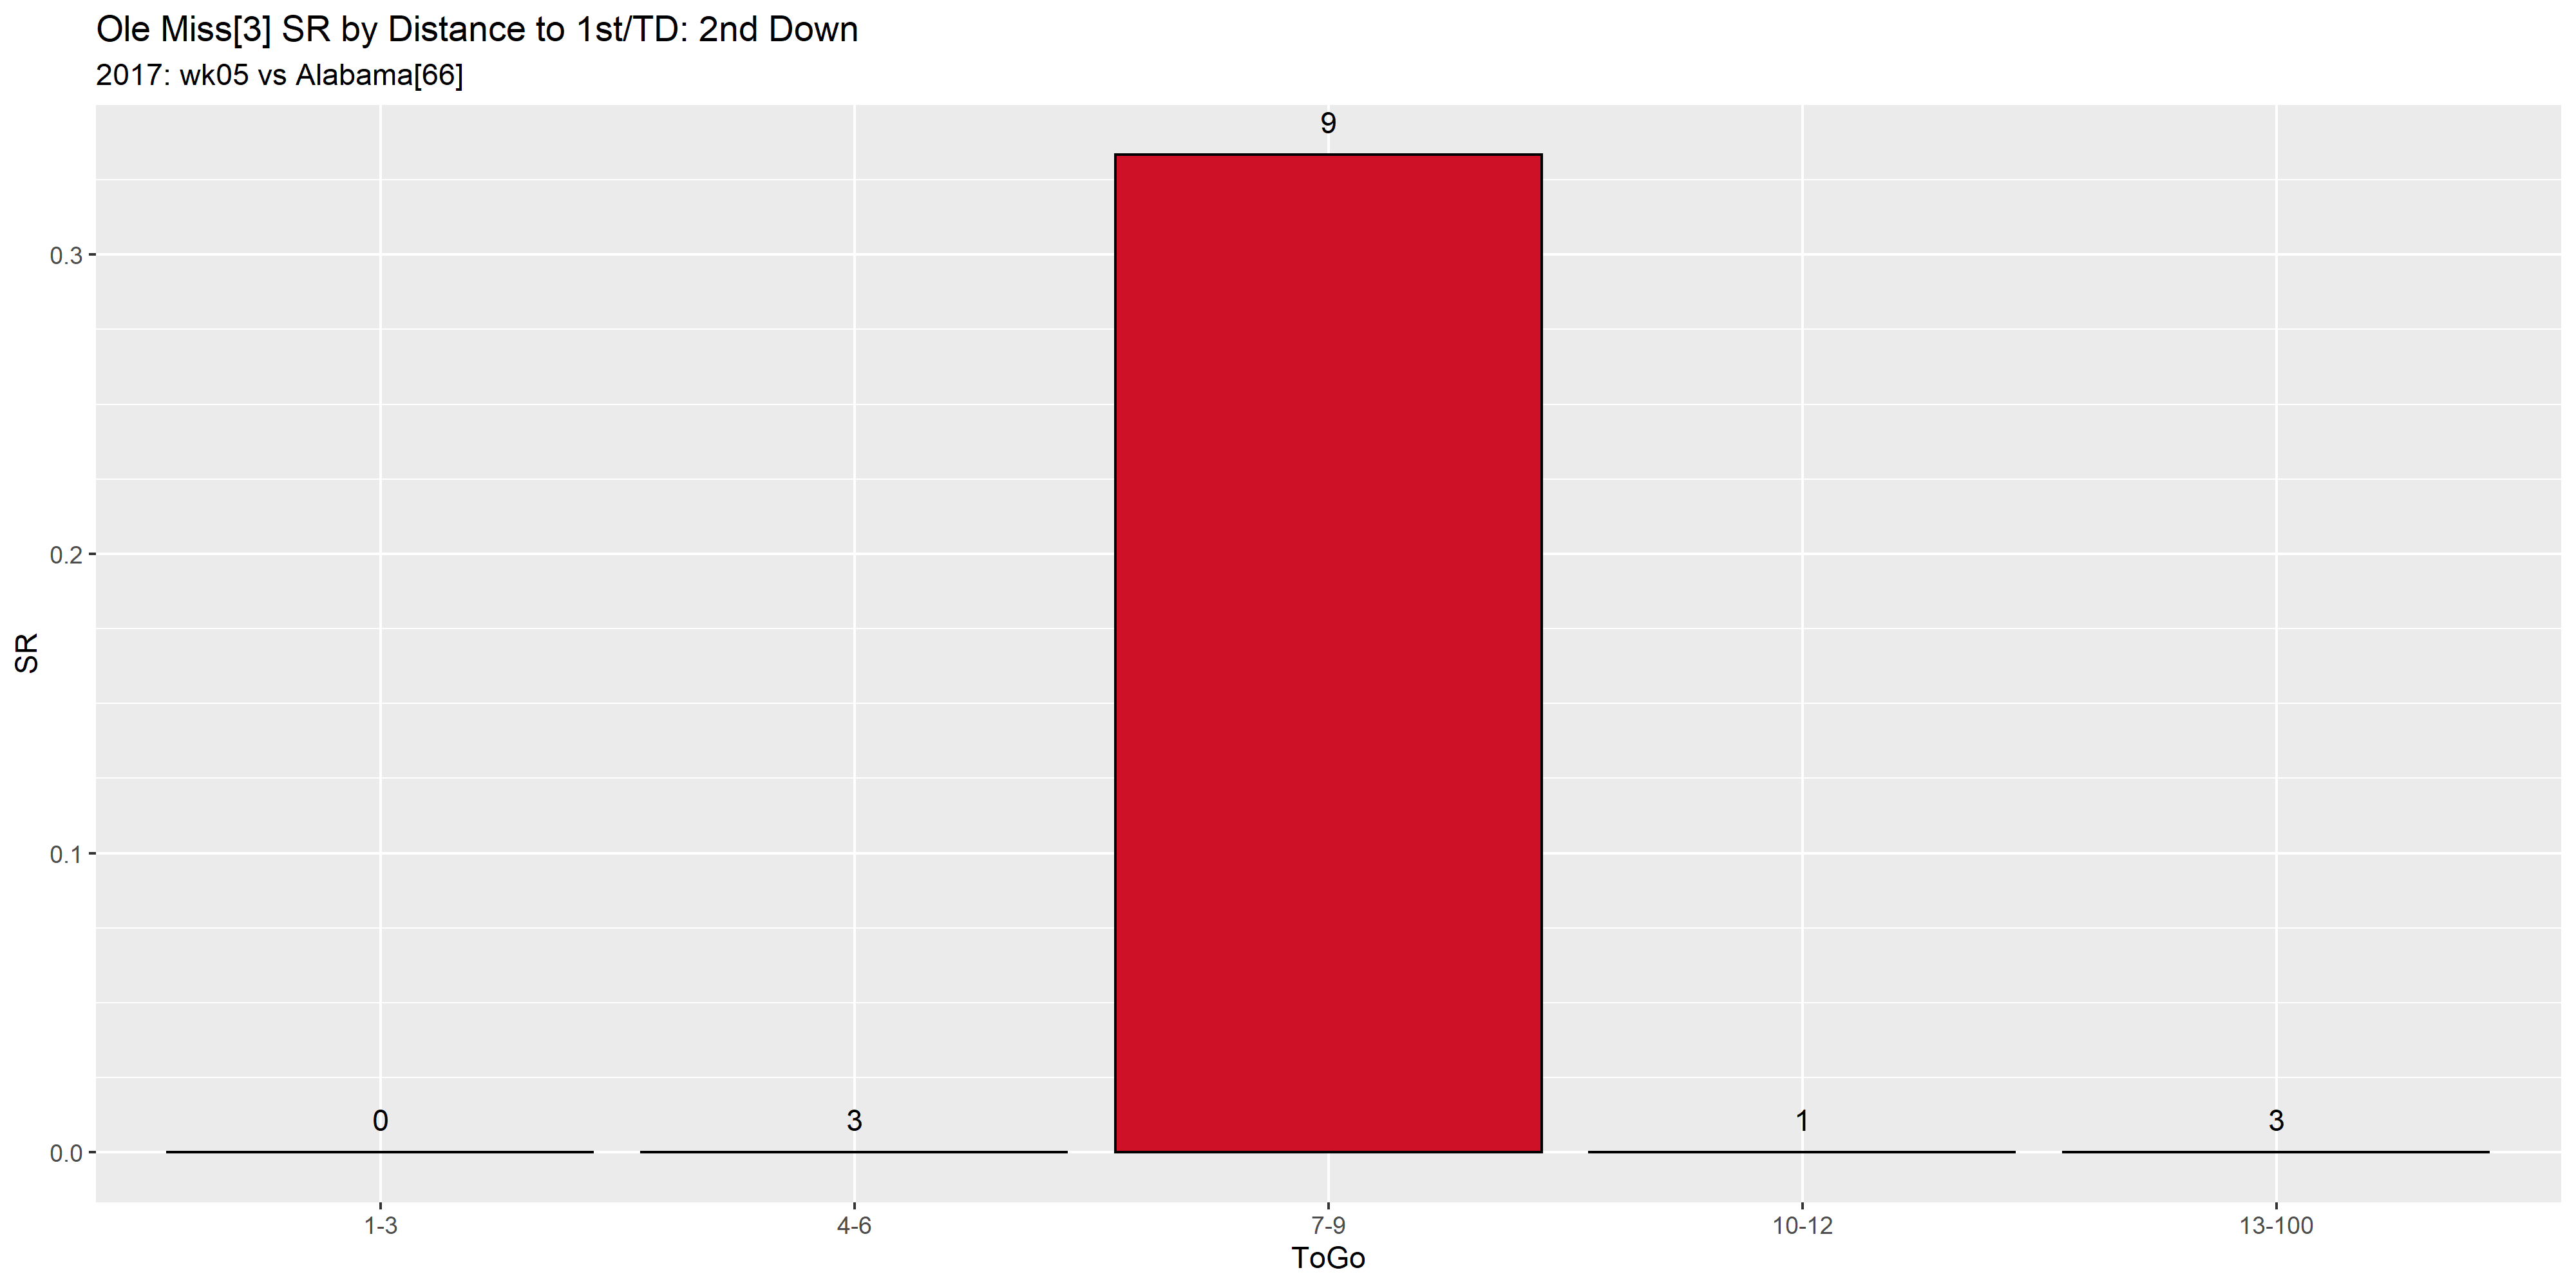 Ole Miss[3] SR by Distance to 1st/TD: 2nd Down
2017: wk05 vs Alabama[66]
9
0.3
0.2
SR
0.1
0 3 1 3
0.0
1-3 4-6 7-9 10-12 13-100
ToGo